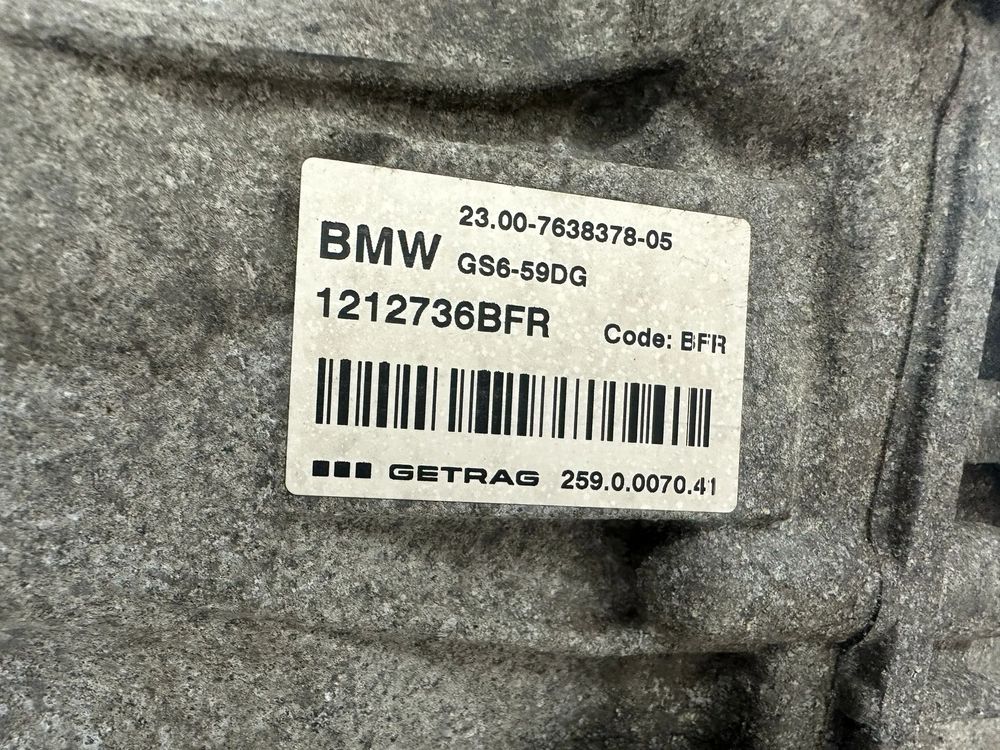 23.00-7638378-05
BMW GS6-59DG
1212736BFR Code: BFR
GETRAG 259.0.0070.41